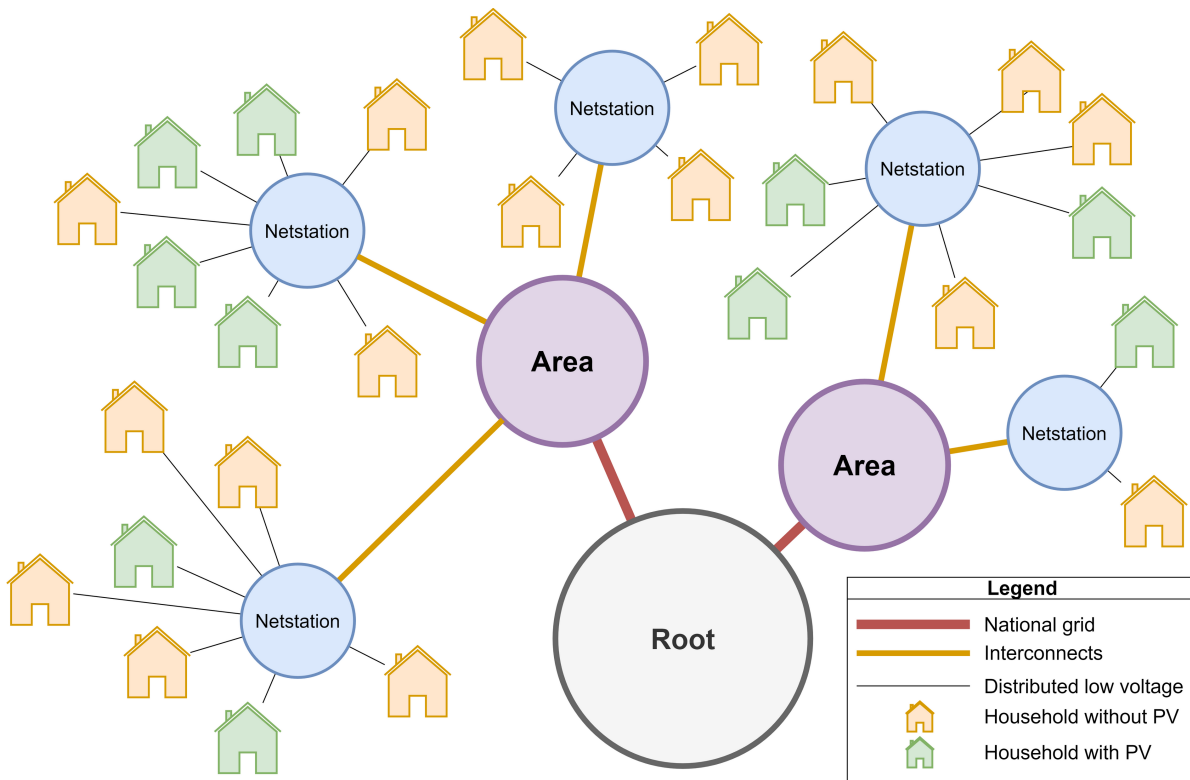 Netstation
Netstation
Netstation
Area
Netstation
Area
Netstation
Root
Legend
National grid
Interconnects
Distributed low voltage
Household without PV
Household with PV